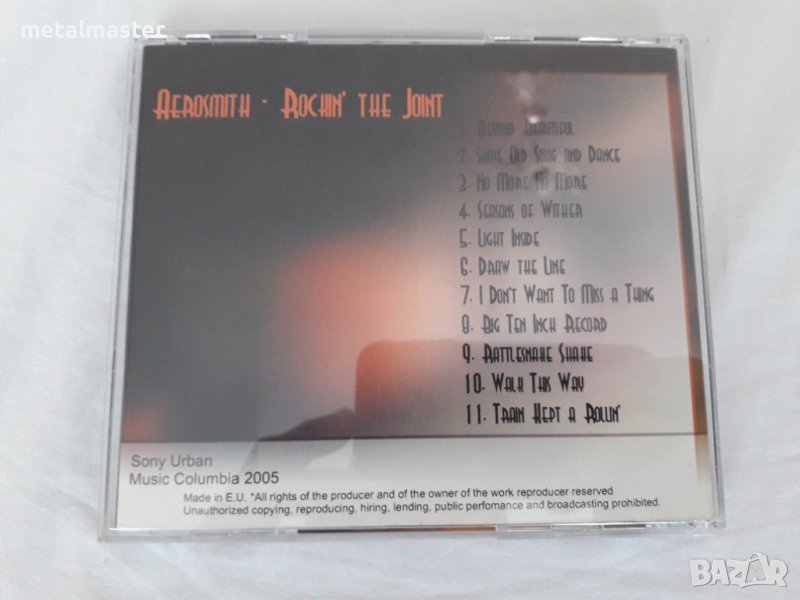 metalmaster
metalmaster
AEROSMITH - ROCKIN' THE JOINT
1. BEYOND BEAUTIFUL
2. SAME OLD SONG AND DANCE
3. NO MORE NO MORE
4. SEASONS OF WITHER
5. LIGHT INSIDE
6. DRAW THE LINE
7. I DON'T WANT TO MISS A THING
8. BIG TEN INCH RECORD
9. RATTLESNAKE SHAKE
10. WALK THIS WAY
11. TRAIN KEPT A ROLLIN'
Sony Urban
Music Columbia 2005
Made in E.U. *All rights of the producer and of the owner of the work reproducer reserved
Unauthorized copying, reproducing, hiring, lending, public perfomance and broadcasting prohibited.
BAZAR